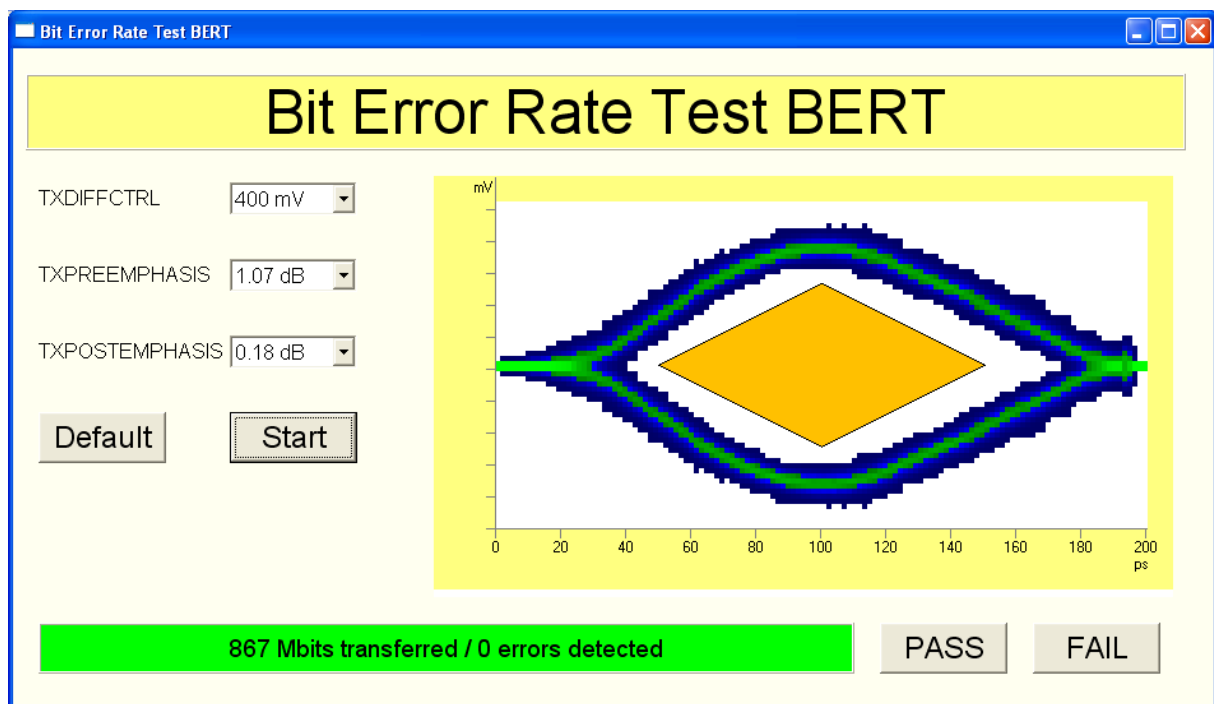 Bit Error Rate Test BERT
Bit Error Rate Test BERT
TXDIFFCTRL 400 mV
TXPREEMPHASIS 1.07 dB
TXPOSTEMPHASIS 0.18 dB
Default Start
mV
0 20 40 60 80 100 120 140 160 180 200
ps
867 Mbits transferred / 0 errors detected
PASS FAIL